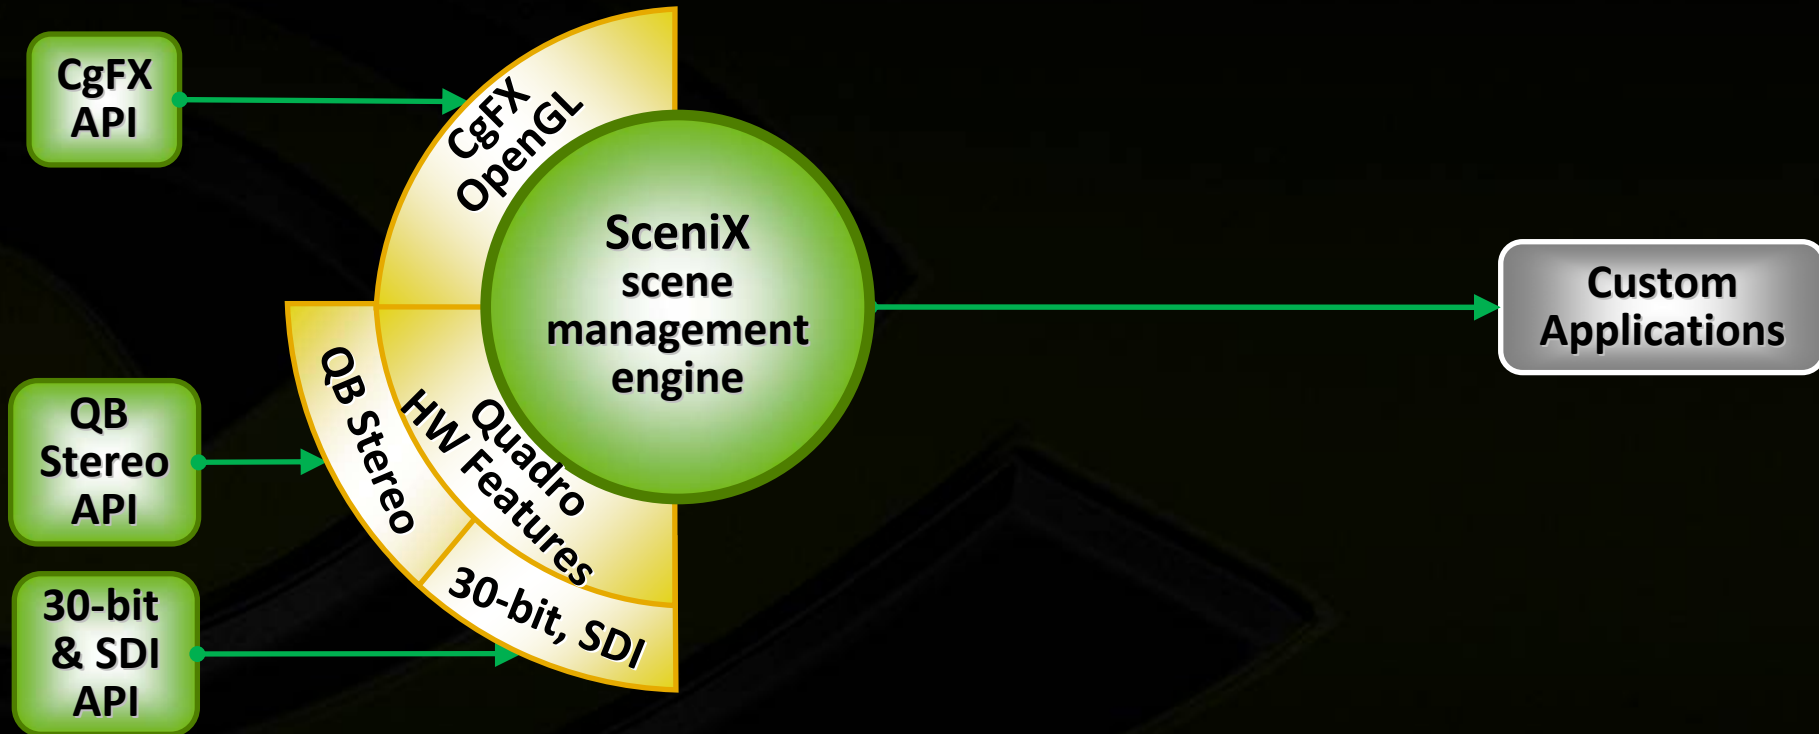 CgFX
API
CgFX
OpenGL
SceniX
scene
management
engine
Custom
Applications
QB
Stereo
API
QB Stereo
Quadro
HW Features
30-bit
& SDI
API
30-bit, SDI